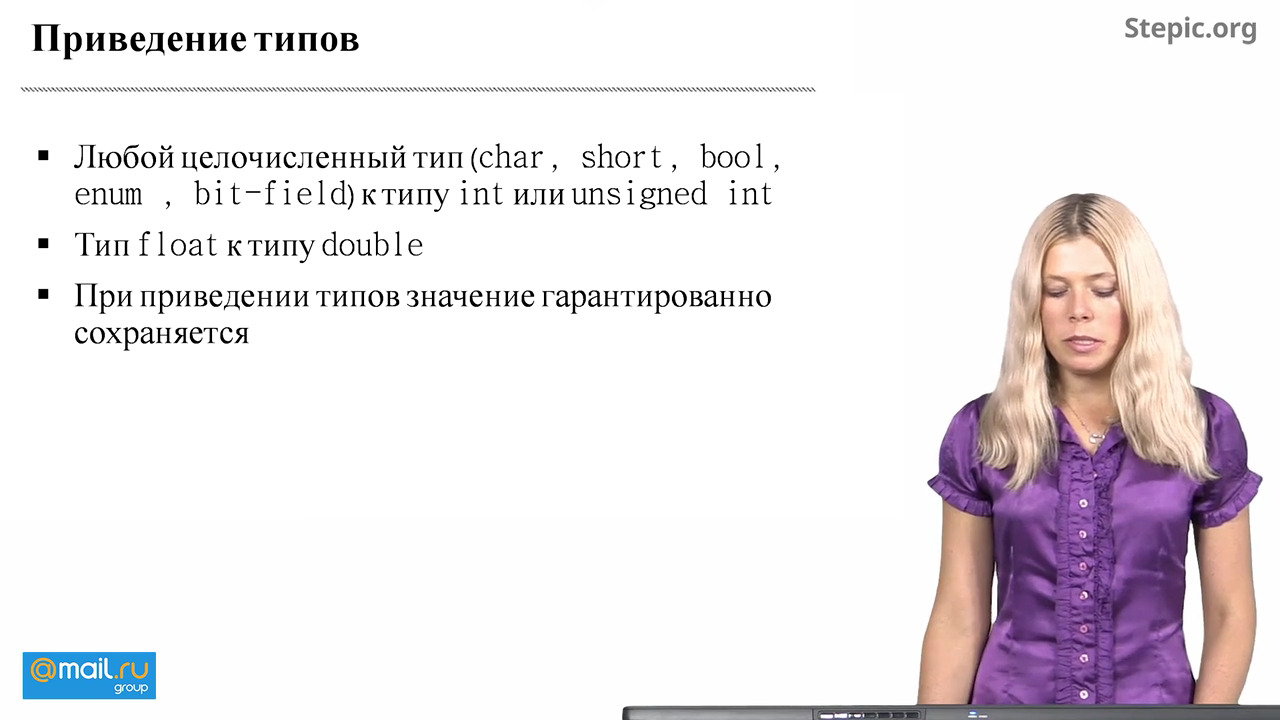 Приведение типов
Stepic.org
Любой целочисленный тип (char, short, bool,
enum , bit-field) к типу int или unsigned int
Тип float к типу double
При приведении типов значение гарантированно
сохраняется
@mail.ru
group